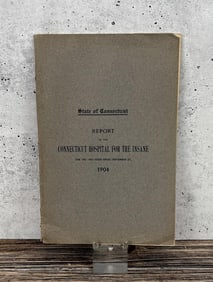 State of Connecticut
REPORT
OF THE
CONNECTICUT HOSPITAL FOR THE INSANE
1904